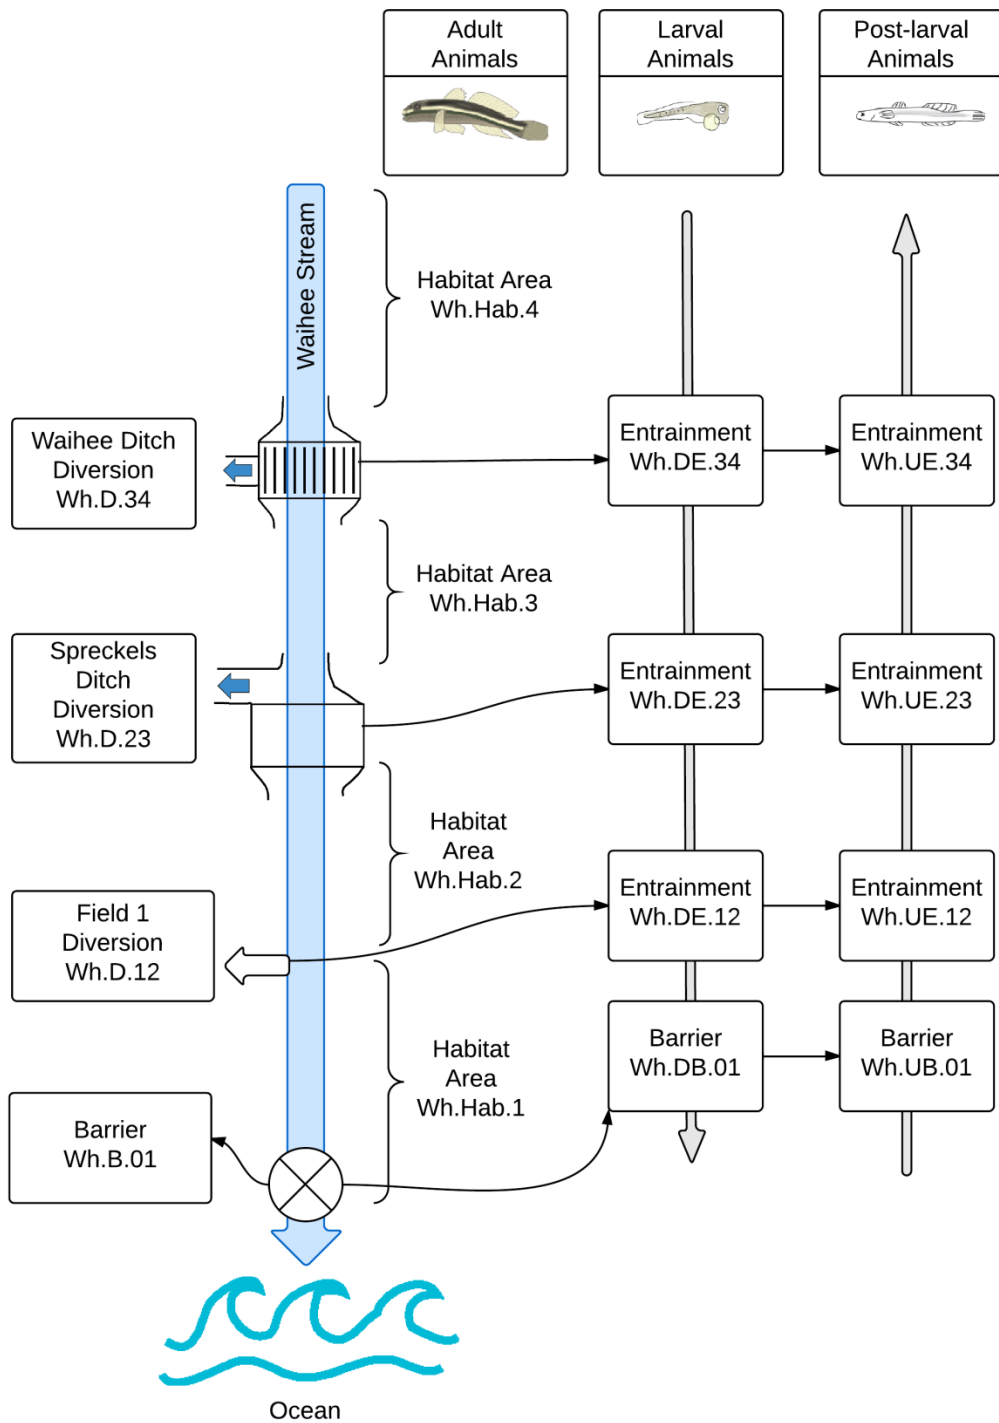 Adult
Animals
Larval
Animals
Post-larval
Animals
Waihee Stream
Habitat Area
Wh.Hab.4
Waihee Ditch
Diversion
Wh.D.34
Entrainment
Wh.DE.34
Entrainment
Wh.UE.34
Habitat Area
Wh.Hab.3
Spreckels
Ditch
Diversion
Wh.D.23
Entrainment
Wh.DE.23
Entrainment
Wh.UE.23
Habitat
Area
Wh.Hab.2
Field 1
Diversion
Wh.D.12
Entrainment
Wh.DE.12
Entrainment
Wh.UE.12
Habitat
Area
Wh.Hab.1
Barrier
Wh.DB.01
Barrier
Wh.UB.01
Barrier
Wh.B.01
Ocean